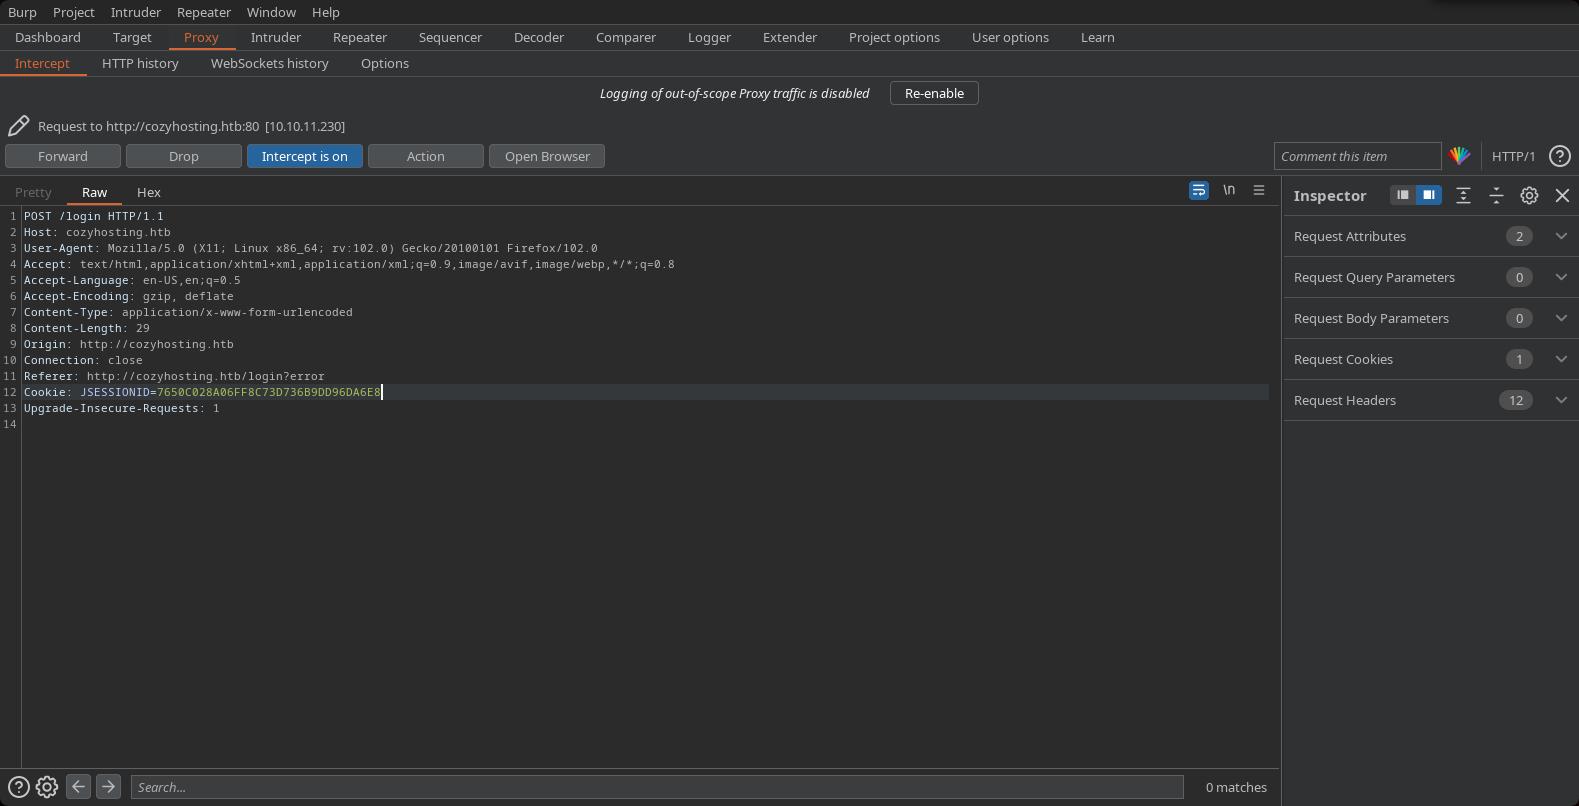 Burp Project Intruder Repeater Window Help
Dashboard Target Proxy Intruder Repeater Sequencer Decoder Comparer Logger Extender Project options User options Learn
Intercept HTTP history WebSockets history Options
Logging of out-of-scope Proxy traffic is disabled Re-enable
Request to http://cozyhosting.htb:80 [10.10.11.230]
Forward Drop Intercept is on Action Open Browser Comment this item HTTP/1 ?
Pretty Raw Hex \n Inspector
1 POST /login HTTP/1.1
2 Host: cozyhosting.htb
3 User-Agent: Mozilla/5.0 (X11; Linux x86_64; rv:102.0) Gecko/20100101 Firefox/102.0
4 Accept: text/html,application/xhtml+xml,application/xml;q=0.9,image/avif,image/webp,*/*;q=0.8
5 Accept-Language: en-US,en;q=0.5
6 Accept-Encoding: gzip, deflate
7 Content-Type: application/x-www-form-urlencoded
8 Content-Length: 29
9 Origin: http://cozyhosting.htb
10 Connection: close
11 Referer: http://cozyhosting.htb/login?error
12 Cookie: JSESSIONID=7650C028A06FF8C73D736B9DD96DA6E8
13 Upgrade-Insecure-Requests: 1
14
Request Attributes 2
Request Query Parameters 0
Request Body Parameters 0
Request Cookies 1
Request Headers 12
? Search... 0 matches